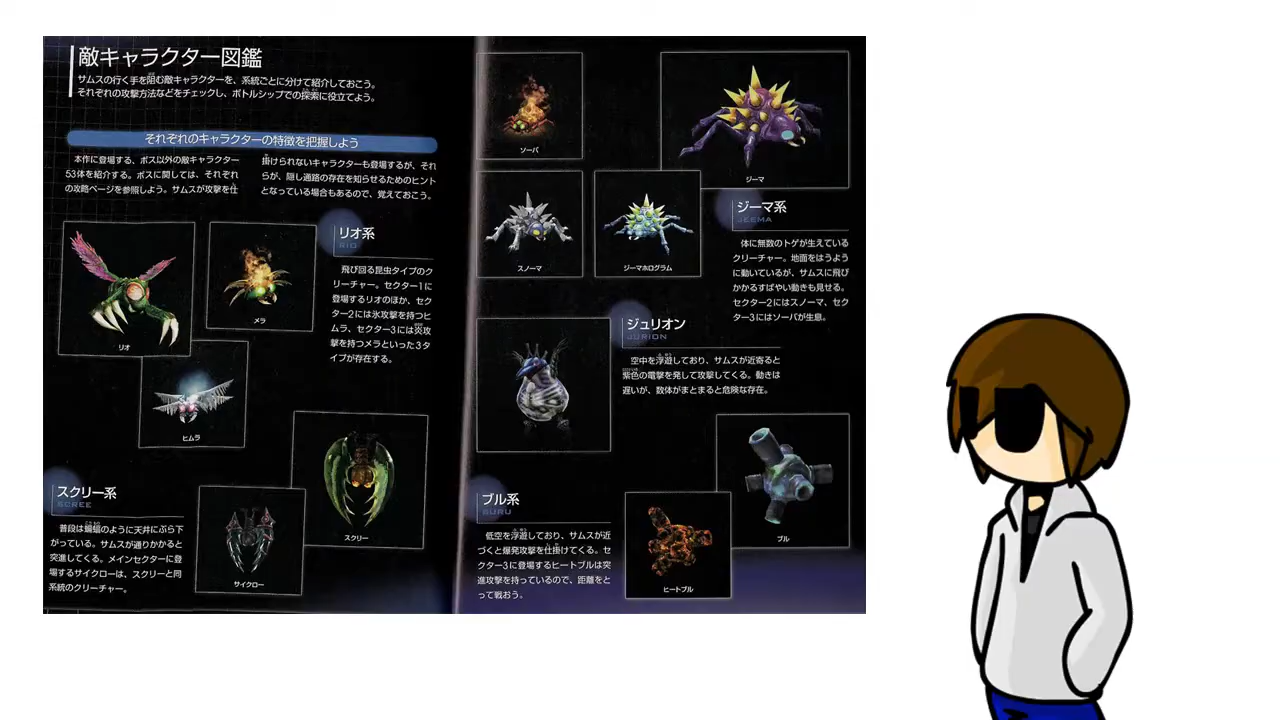 敵キャラクター図鑑
サムスの行く手を阻む敵キャラクターを、系統ごとに分けて紹介しておこう。
それぞれの攻撃方法などをチェックし、ボトルシップでの探索に役立てよう。
それぞれのキャラクターの特徴を把握しよう
本作に登場する、ボス以外の敵キャラクター
53体を紹介する。ボスに関しては、それぞれ
の攻略ページを参照しよう。サムスが攻撃を仕
掛けられないキャラクターも登場するが、それ
らが、隠し通路の存在を知らせるためのヒント
となっている場合もあるので、覚えておこう。
リオ
メラ
ヒムラ
リオ系
RIO
飛び回る昆虫タイプのク
リーチャー。セクター1に
登場するリオのほか、セク
ター2には氷攻撃を持つヒ
ムラ、セクター3には炎攻
撃を持つメラといった3タ
イプが存在する。
スクリー系
SCREE
普段は蝙蝠のように天井にぶら下
がっている。サムスが通りかかると
突進してくる。メインセクターに登
場するサイクローは、スクリーと同
系統のクリーチャー。
サイクロー
スクリー
ソーバ
ジーマ
スノーマ
ジーマホログラム
ジーマ系
JEEMA
体に無数のトゲが生えている
クリーチャー。地面をはうよう
に動いているが、サムスに飛び
かかるすばやい動きも見せる。
セクター2にはスノーマ、セク
ター3にはソーバが生息。
ジュリオン
JURION
空中を浮遊しており、サムスが近寄ると
紫色の電撃を発して攻撃してくる。動きは
遅いが、数体がまとまると危険な存在。
ブル系
BURU
低空を浮遊しており、サムスが近
づくと爆発攻撃を仕掛けてくる。セ
クター3に登場するヒートブルは突
進攻撃を持っているので、距離をと
って戦おう。
ヒートブル
ブル